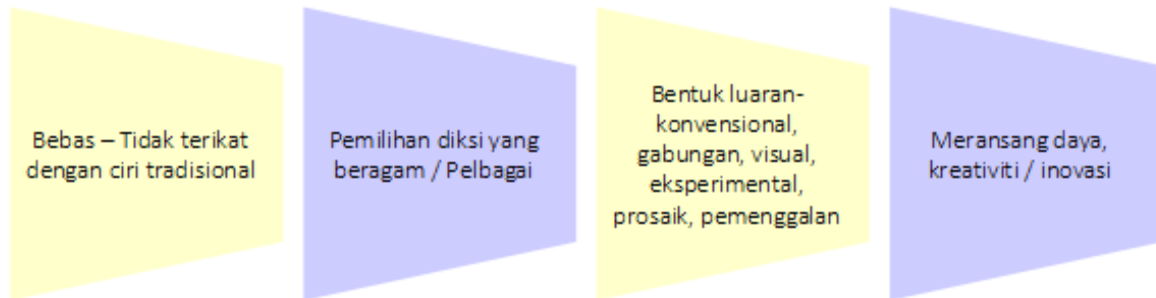 Bebas – Tidak terikat
dengan ciri tradisional
Pemilihan diksi yang
beragam / Pelbagai
Bentuk luaran-
konvensional,
gabungan, visual,
eksperimental,
prosaik, pemenggalan
Meransang daya,
kreativiti / inovasi